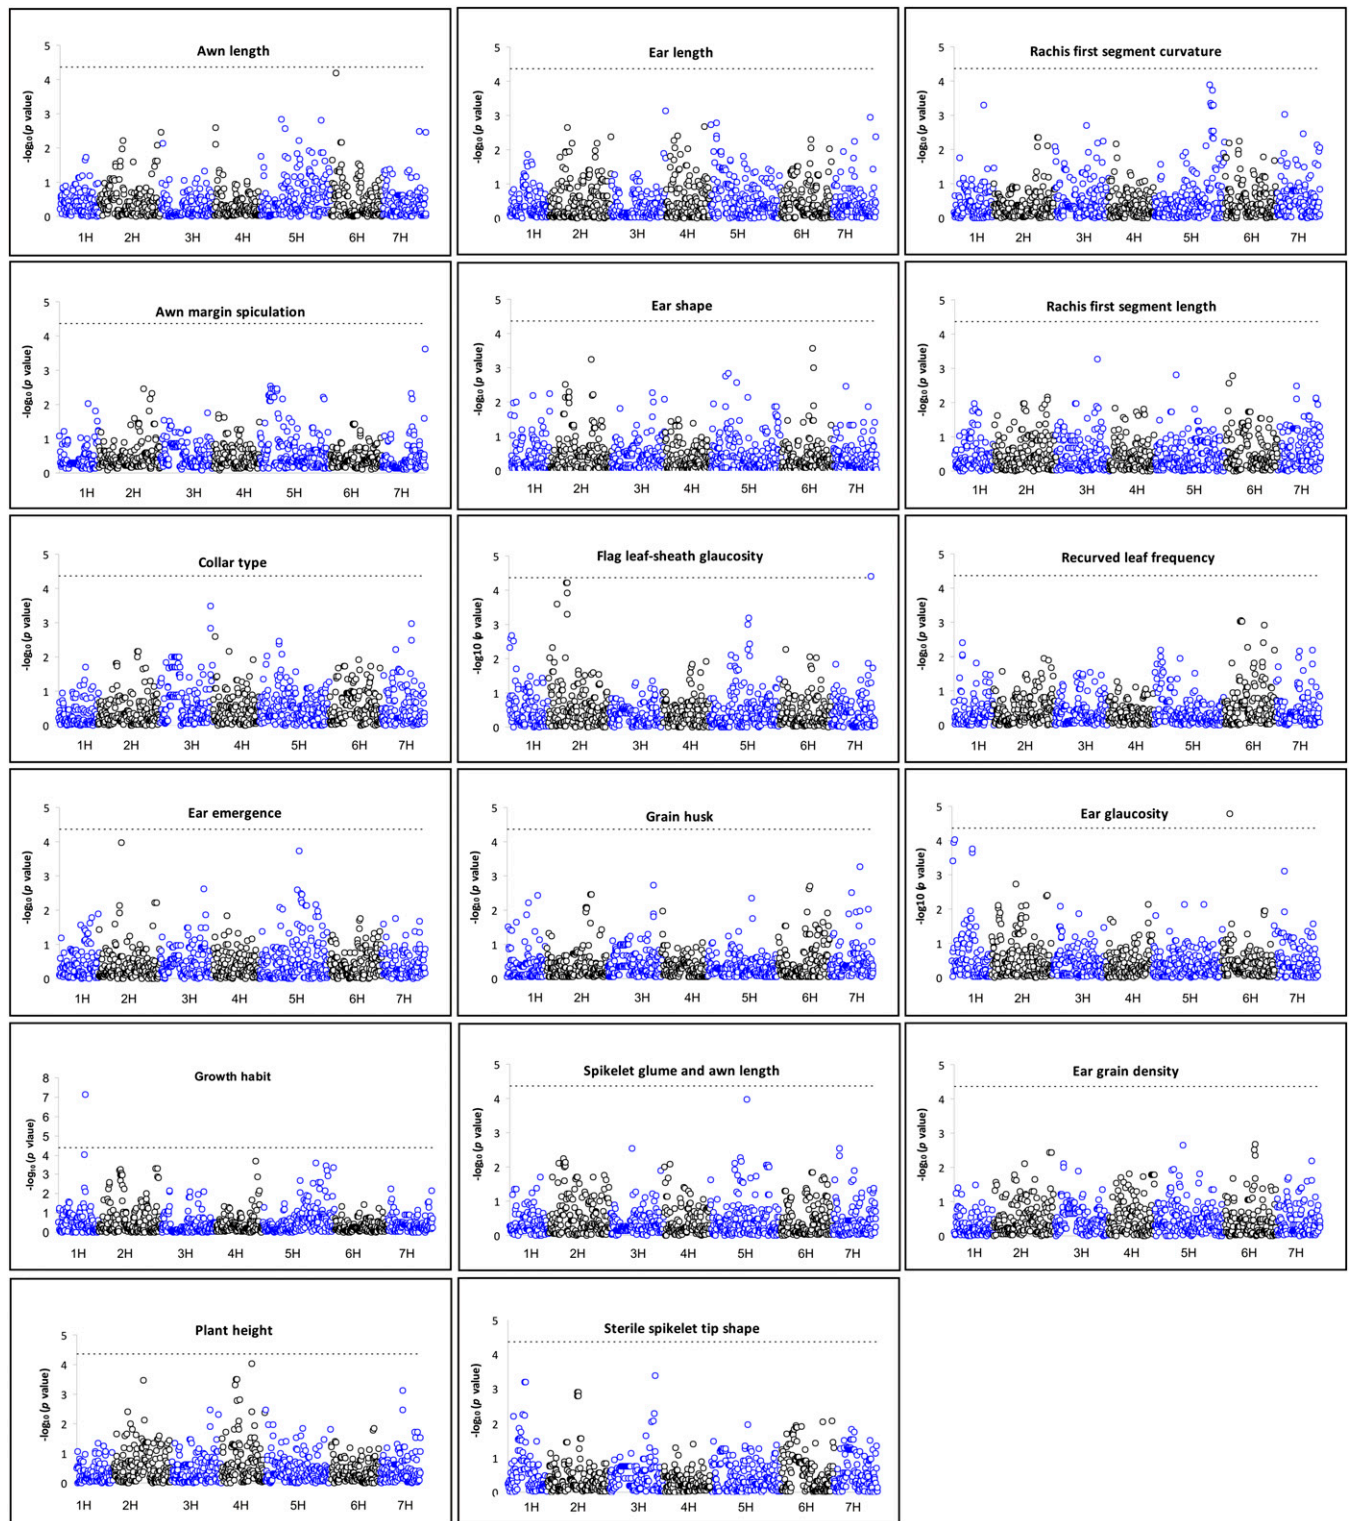 Awn length
5
4
3
2
1
0
-log₁₀ (p value)
1H 2H 3H 4H 5H 6H 7H
Ear length
5
4
3
2
1
0
-log₁₀ (p value)
1H 2H 3H 4H 5H 6H 7H
Rachis first segment curvature
5
4
3
2
1
0
-log₁₀ (p value)
1H 2H 3H 4H 5H 6H 7H
Awn margin spiculation
5
4
3
2
1
0
-log₁₀ (p value)
1H 2H 3H 4H 5H 6H 7H
Ear shape
5
4
3
2
1
0
-log₁₀ (p value)
1H 2H 3H 4H 5H 6H 7H
Rachis first segment length
5
4
3
2
1
0
-log₁₀ (p value)
1H 2H 3H 4H 5H 6H 7H
Collar type
5
4
3
2
1
0
-log₁₀ (p value)
1H 2H 3H 4H 5H 6H 7H
Flag leaf-sheath glaucosity
5
4
3
2
1
0
-log10 (p value)
1H 2H 3H 4H 5H 6H 7H
Recurved leaf frequency
5
4
3
2
1
0
-log₁₀ (p value)
1H 2H 3H 4H 5H 6H 7H
Ear emergence
5
4
3
2
1
0
-log₁₀ (p value)
1H 2H 3H 4H 5H 6H 7H
Grain husk
5
4
3
2
1
0
-log₁₀ (p value)
1H 2H 3H 4H 5H 6H 7H
Ear glaucosity
5
4
3
2
1
0
-log10 (p value)
1H 2H 3H 4H 5H 6H 7H
Growth habit
8
7
6
5
4
3
2
1
0
-log₁₀ (p vlaue)
1H 2H 3H 4H 5H 6H 7H
Spikelet glume and awn length
5
4
3
2
1
0
-log₁₀ (p value)
1H 2H 3H 4H 5H 6H 7H
Ear grain density
5
4
3
2
1
0
-log₁₀ (p value)
1H 2H 3H 4H 5H 6H 7H
Plant height
5
4
3
2
1
0
-log₁₀ (p value)
1H 2H 3H 4H 5H 6H 7H
Sterile spikelet tip shape
5
4
3
2
1
0
-log₁₀ (p value)
1H 2H 3H 4H 5H 6H 7H